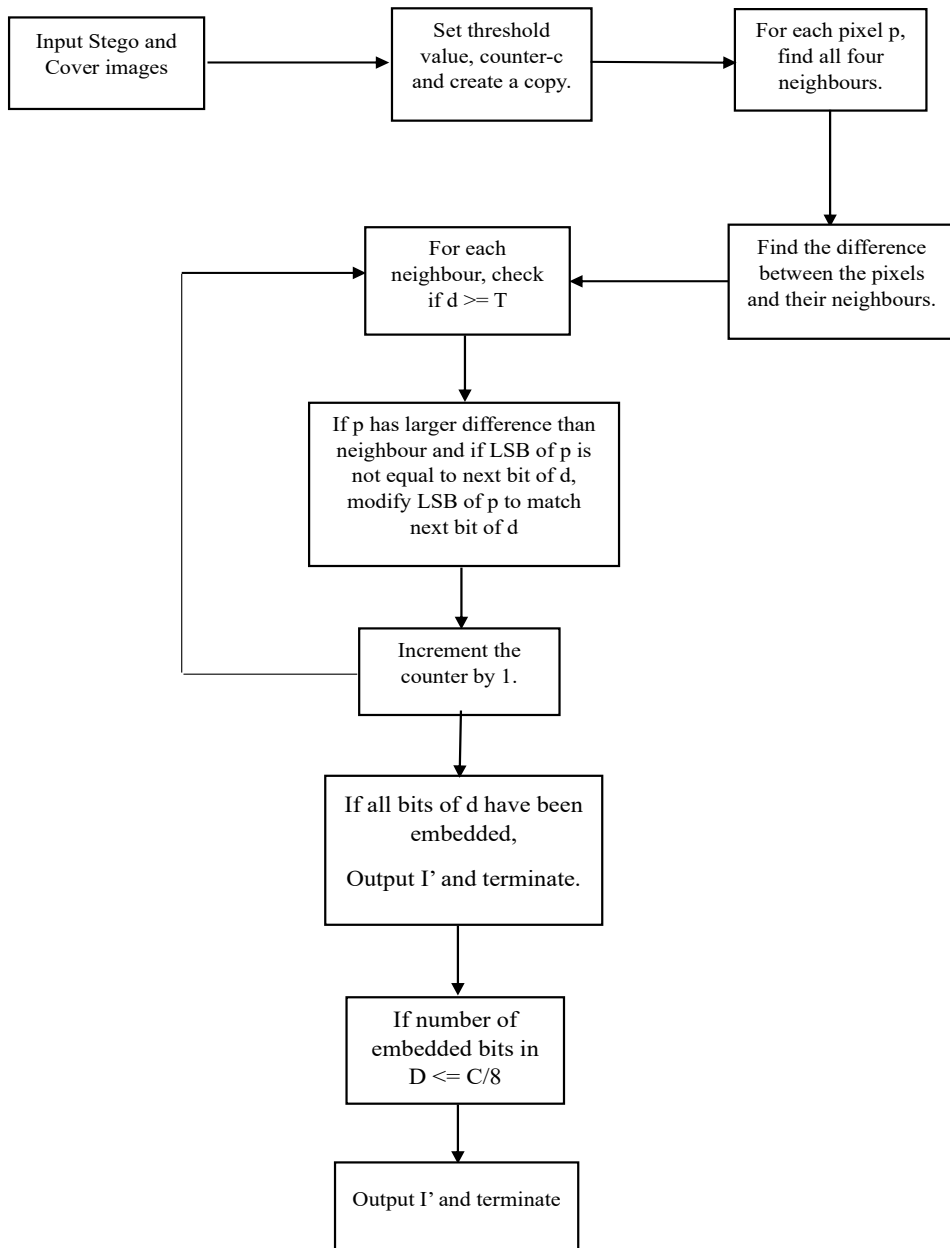 Input Stego and
Cover images
Set threshold
value, counter-c
and create a copy.
For each pixel p,
find all four
neighbours.
Find the difference
between the pixels
and their neighbours.
For each
neighbour, check
if d >= T
If p has larger difference than
neighbour and if LSB of p is
not equal to next bit of d,
modify LSB of p to match
next bit of d
Increment the
counter by 1.
If all bits of d have been
embedded,
Output I’ and terminate.
If number of
embedded bits in
D <= C/8
Output I’ and terminate